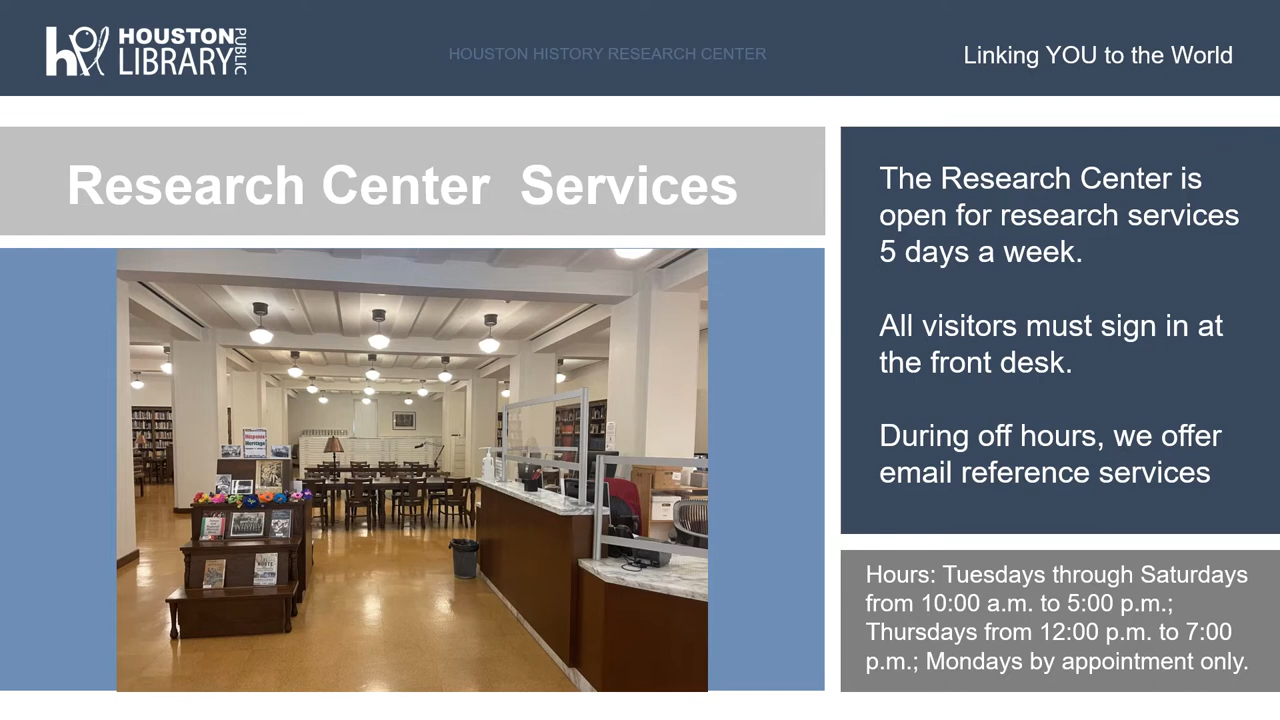 HOUSTON
LIBRARY
PUBLIC
HOUSTON HISTORY RESEARCH CENTER
Linking YOU to the World
Research Center  Services
The Research Center is
open for research services
5 days a week.
All visitors must sign in at
the front desk.
During off hours, we offer
email reference services
Hispanic
Heritage
Hours: Tuesdays through Saturdays
from 10:00 a.m. to 5:00 p.m.;
Thursdays from 12:00 p.m. to 7:00
p.m.; Mondays by appointment only.